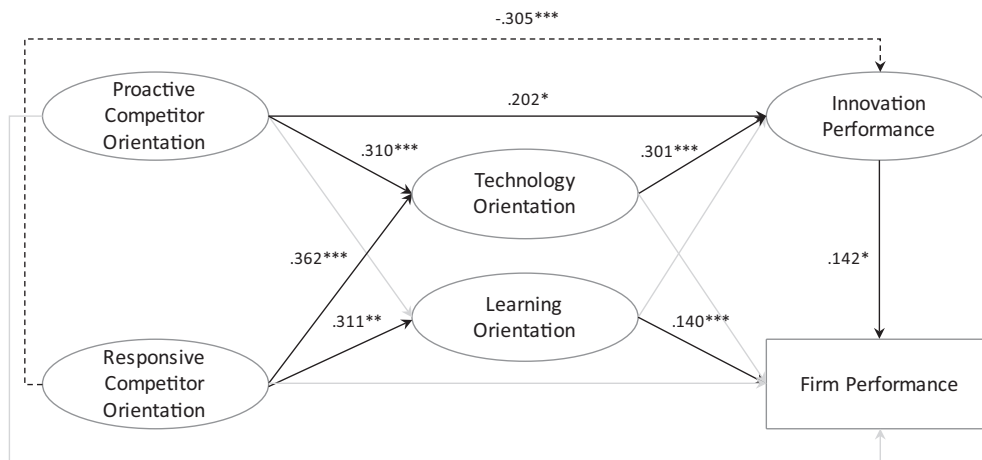 -.305***
Proactive
Competitor
Orientation
.202*
Innovation
Performance
.310***
.301***
Technology
Orientation
.362***
.142*
Learning
Orientation
.311**
.140***
Responsive
Competitor
Orientation
Firm Performance